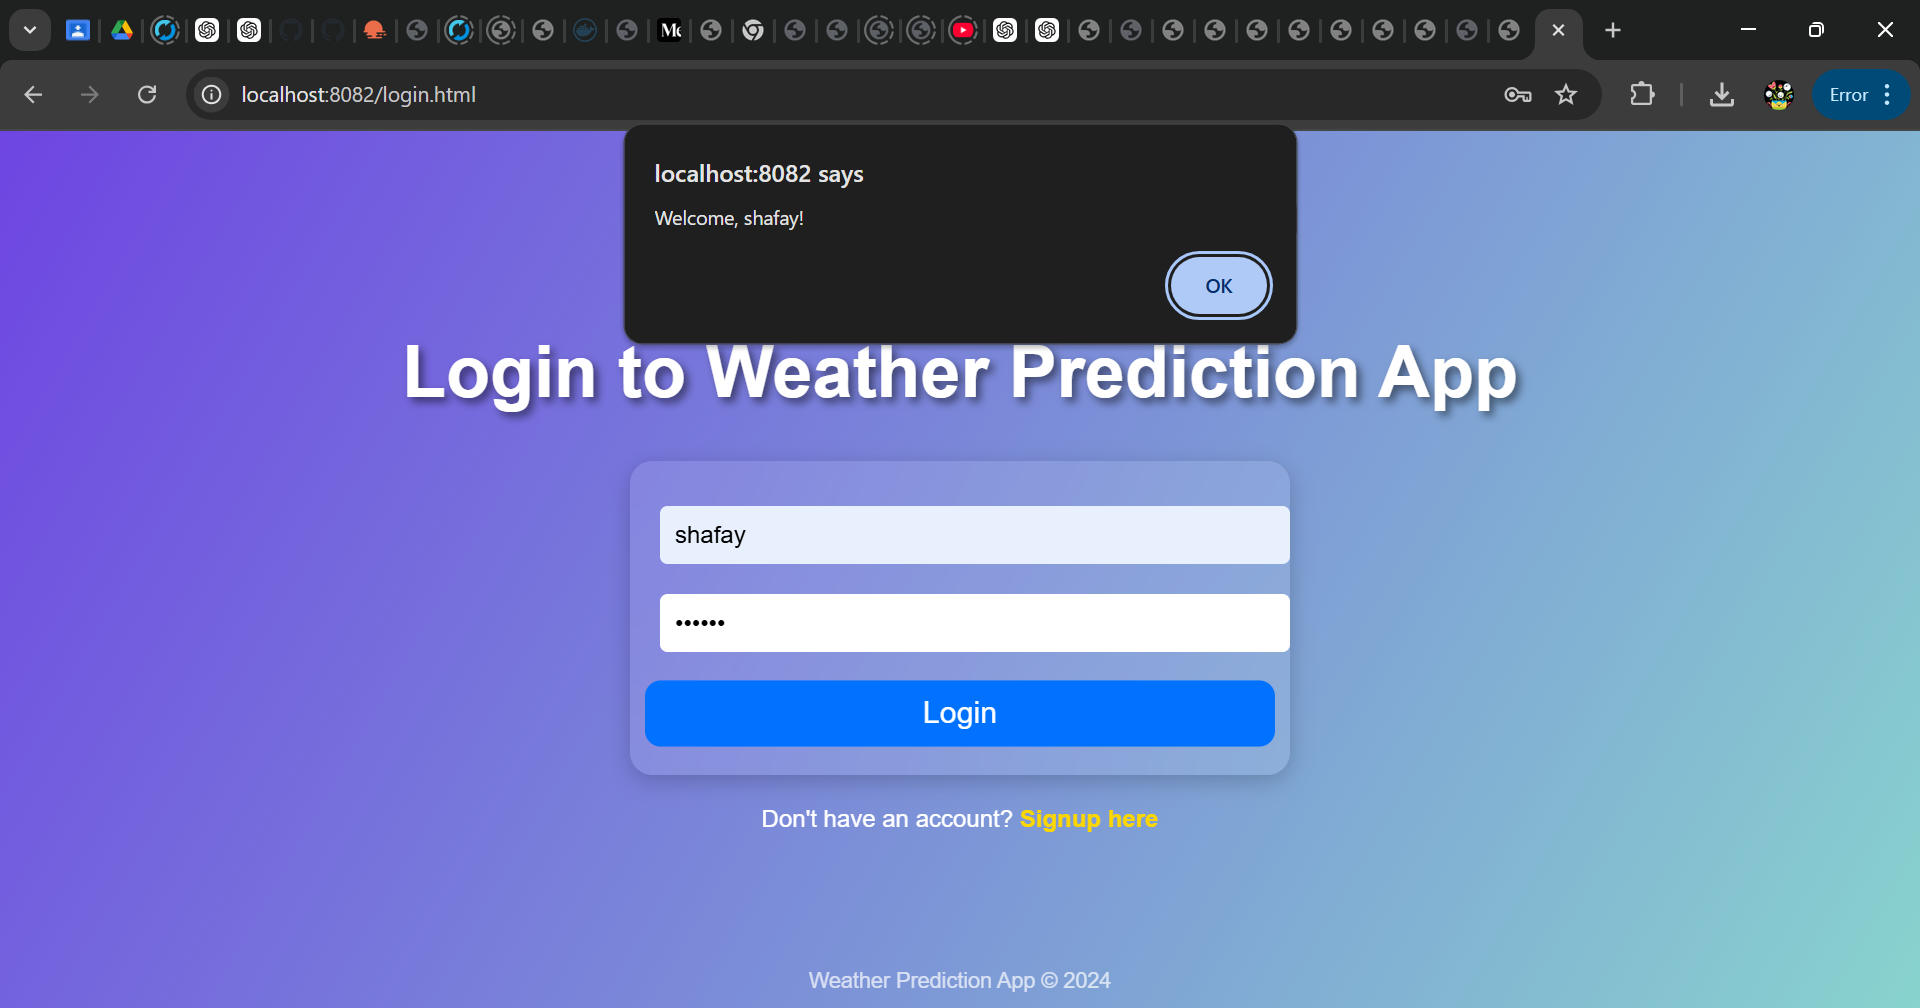 Me
localhost:8082/login.html
Error
localhost:8082 says
Welcome, shafay!
OK
Login to Weather Prediction App
shafay
••••••
Login
Don't have an account? Signup here
Weather Prediction App © 2024